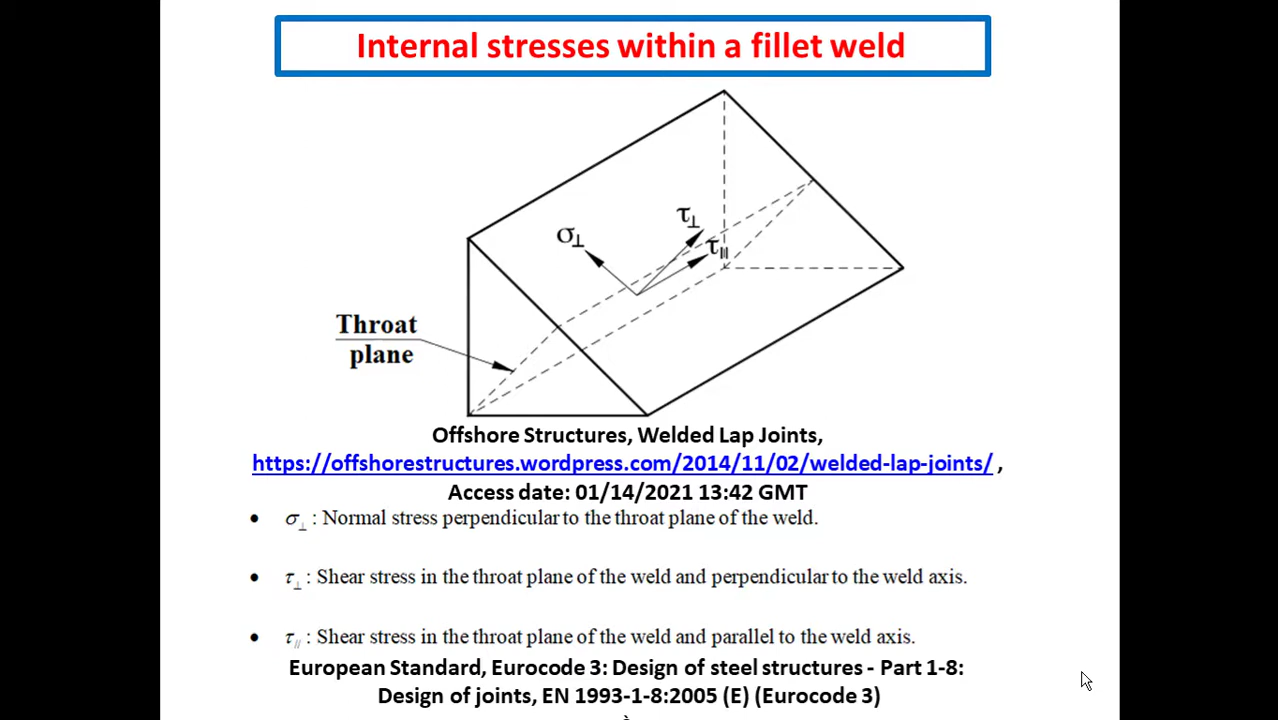 Internal stresses within a fillet weld
τ⊥
σ⊥
τ||
Throat
plane
Offshore Structures, Welded Lap Joints,
https://offshorestructures.wordpress.com/2014/11/02/welded-lap-joints/ ,
Access date: 01/14/2021 13:42 GMT
• σ⊥ : Normal stress perpendicular to the throat plane of the weld.
• τ⊥ : Shear stress in the throat plane of the weld and perpendicular to the weld axis.
• τ// : Shear stress in the throat plane of the weld and parallel to the weld axis.
European Standard, Eurocode 3: Design of steel structures - Part 1-8:
Design of joints, EN 1993-1-8:2005 (E) (Eurocode 3)